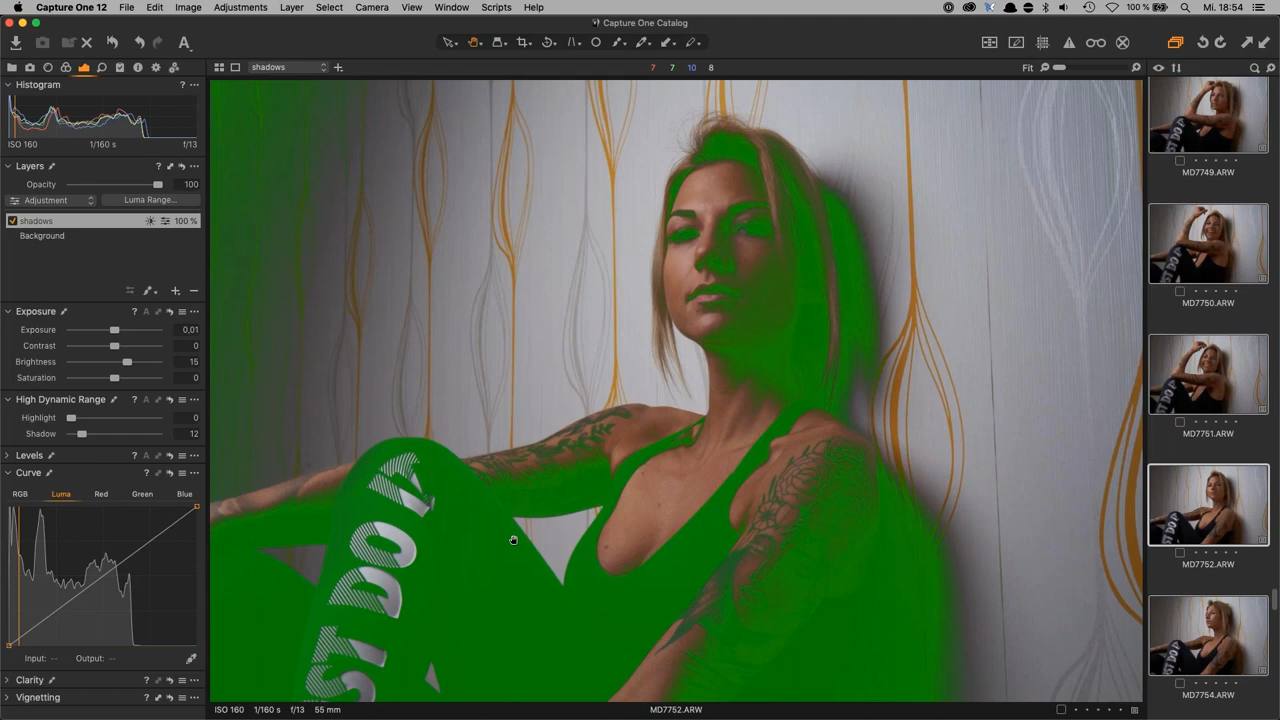 Capture One 12 File Edit Image Adjustments Layer Select Camera View Window Scripts Help 100 % Mi. 18:54
Capture One Catalog
shadows 7 7 10 8 Fit
Histogram
ISO 160 1/160 s f/13
Layers
Opacity 100
Adjustment Luma Range...
shadows 100 %
Background
Exposure
Exposure 0,01
Contrast 0
Brightness 15
Saturation 0
High Dynamic Range
Highlight 0
Shadow 12
Levels
Curve
RGB Luma Red Green Blue
Input: -- Output: --
Clarity
Vignetting
ST DO IT
ISO 160 1/160 s f/13 55 mm MD7752.ARW
MD7749.ARW
MD7750.ARW
MD7751.ARW
MD7752.ARW
MD7754.ARW